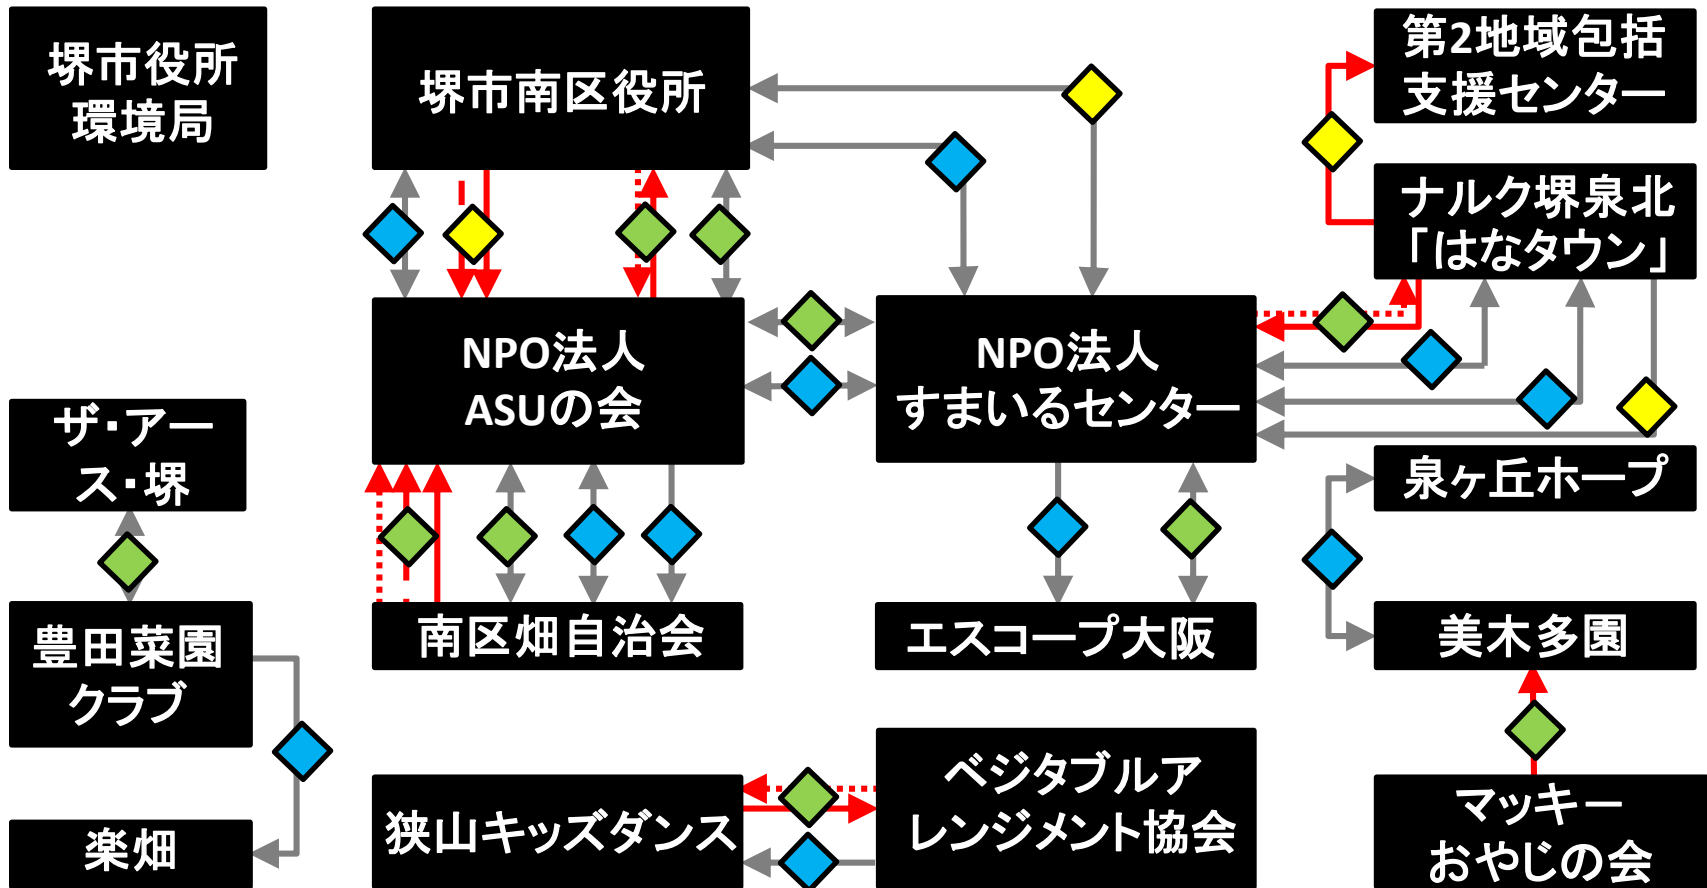 堺市役所
環境局
堺市南区役所
第2地域包括
支援センター
ナルク堺泉北
「はなタウン」
NPO法人
ASUの会
NPO法人
すまいるセンター
ザ・アー
ス・堺
泉ヶ丘ホープ
豊田菜園
クラブ
南区畑自治会
エスコープ大阪
美木多園
楽畑
狭山キッズダンス
ベジタブルア
レンジメント協会
マッキー
おやじの会